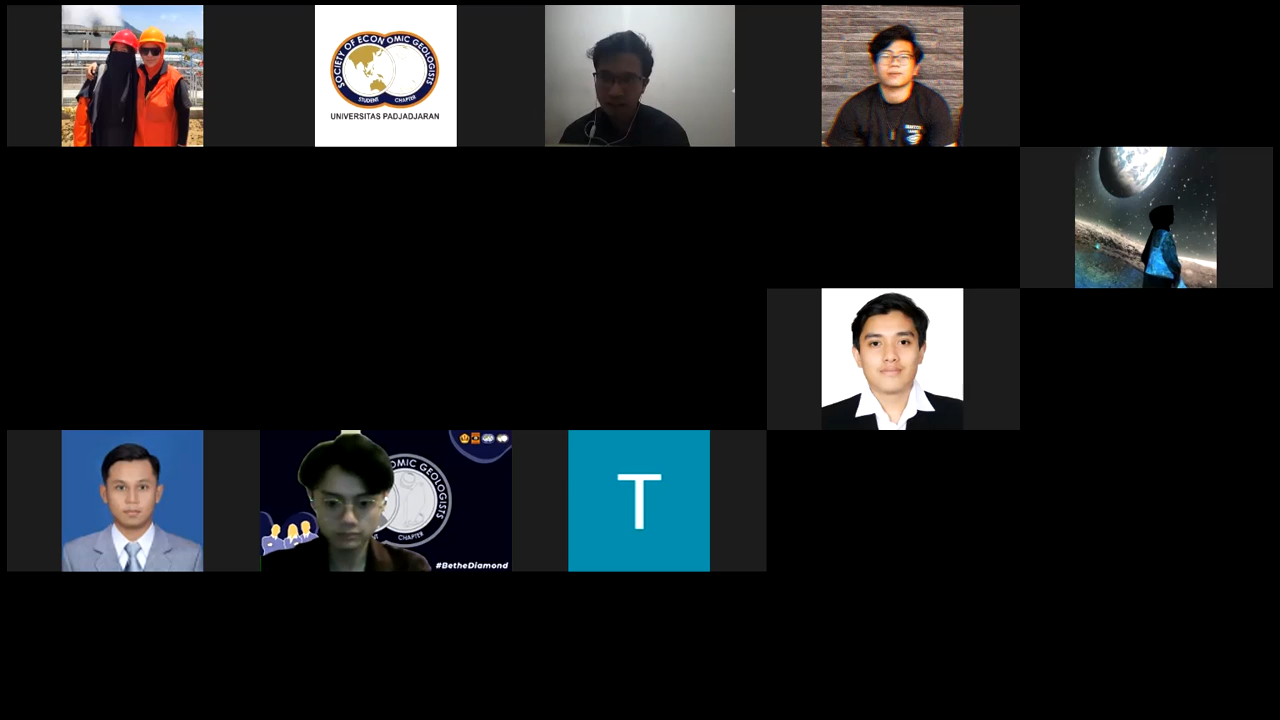 SOCIETY OF ECONOMIC GEOLOGISTS
STUDENT CHAPTER
UNIVERSITAS PADJADJARAN
OMIC GEOLOGISTS
CHAPTER
#BetheDiamond
T